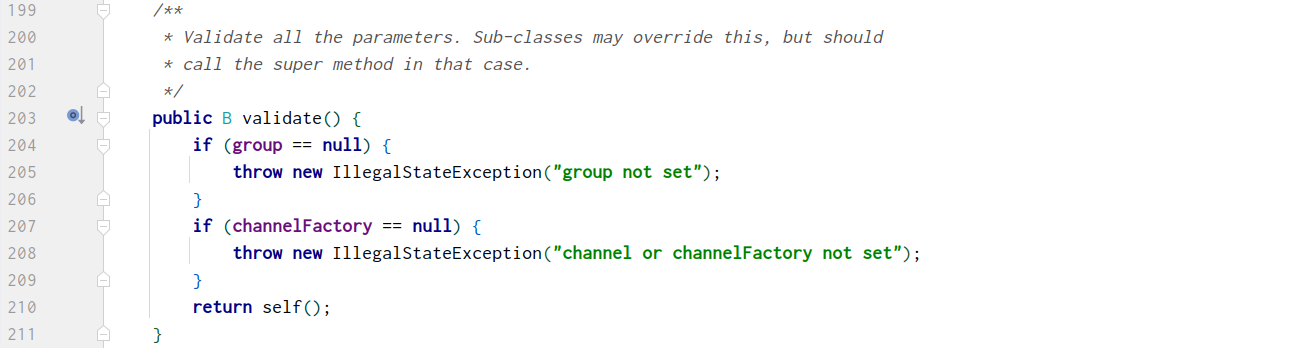 199 /**
200 * Validate all the parameters. Sub-classes may override this, but should
201 * call the super method in that case.
202 */
203 public B validate() {
204 if (group == null) {
205 throw new IllegalStateException("group not set");
206 }
207 if (channelFactory == null) {
208 throw new IllegalStateException("channel or channelFactory not set");
209 }
210 return self();
211 }